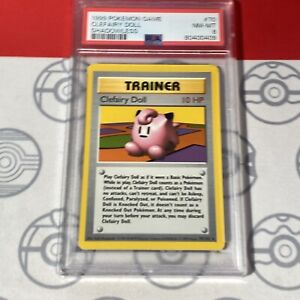 1999 POKEMON GAME #70
CLEFAIRY DOLL NM-MT
SHADOWLESS 8
PSA
TRAINER
Clefairy Doll 10 HP
Play Clefairy Doll as if it were a Basic Pokémon.
While in play Clefairy Doll counts as a Pokémon
(instead of a Trainer card). Clefairy Doll has
no attacks, can't retreat, and can't be Asleep,
Confused, Paralyzed, or Poisoned. If Clefairy
Doll is Knocked Out, it doesn't count as a
Knocked Out Pokémon. At any time during
your turn before your attack, you may discard
Clefairy Doll.